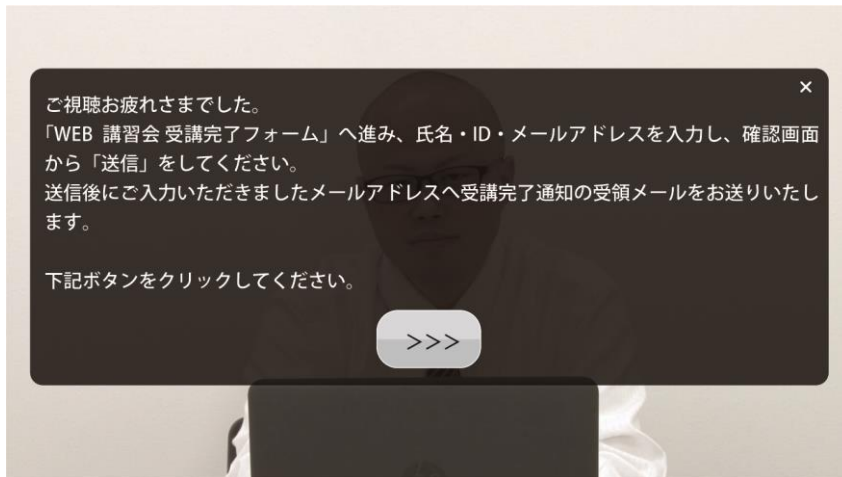 ×
ご視聴お疲れさまでした。
「WEB 講習会 受講完了フォーム」へ進み、氏名・ID・メールアドレスを入力し、確認画面
から「送信」をしてください。
送信後にご入力いただきましたメールアドレスへ受講完了通知の受領メールをお送りいたし
ます。
下記ボタンをクリックしてください。
>>>